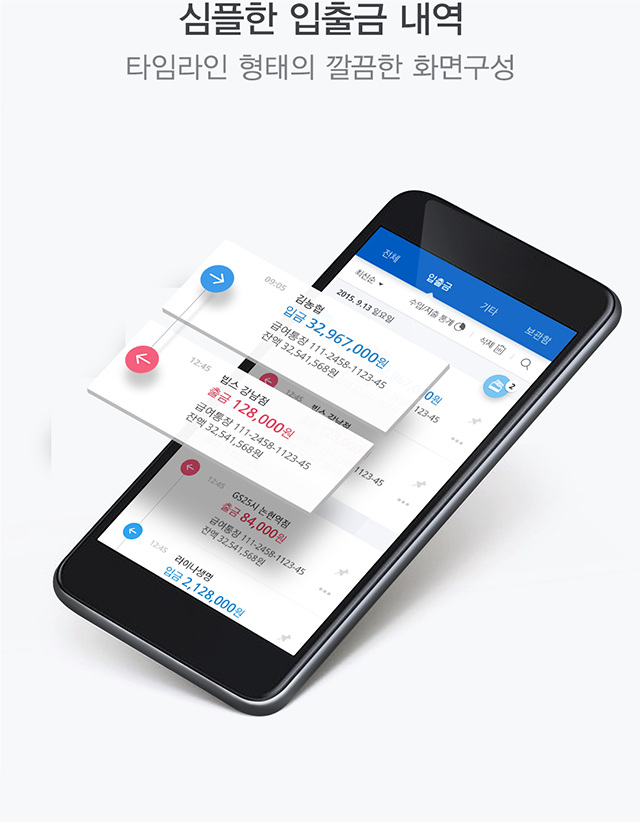 심플한 입출금 내역
타임라인 형태의 깔끔한 화면구성
전체
입출금
기타
보관함
최신순
2015. 9.13 일요일
수입/지출 통계
삭제
2
09:05
김농협
입금 32,967,000원
급여통장 111-2458-1123-45
잔액 32,541,568원
12:45
빕스 강남점
출금 128,000원
급여통장 111-2458-1123-45
잔액 32,541,568원
12:45
빕스 강남점
12:45
GS25시 논현역점
출금 84,000원
급여통장 111-2458-1123-45
잔액 32,541,568원
12:45
라이나생명
입금 2,128,000원